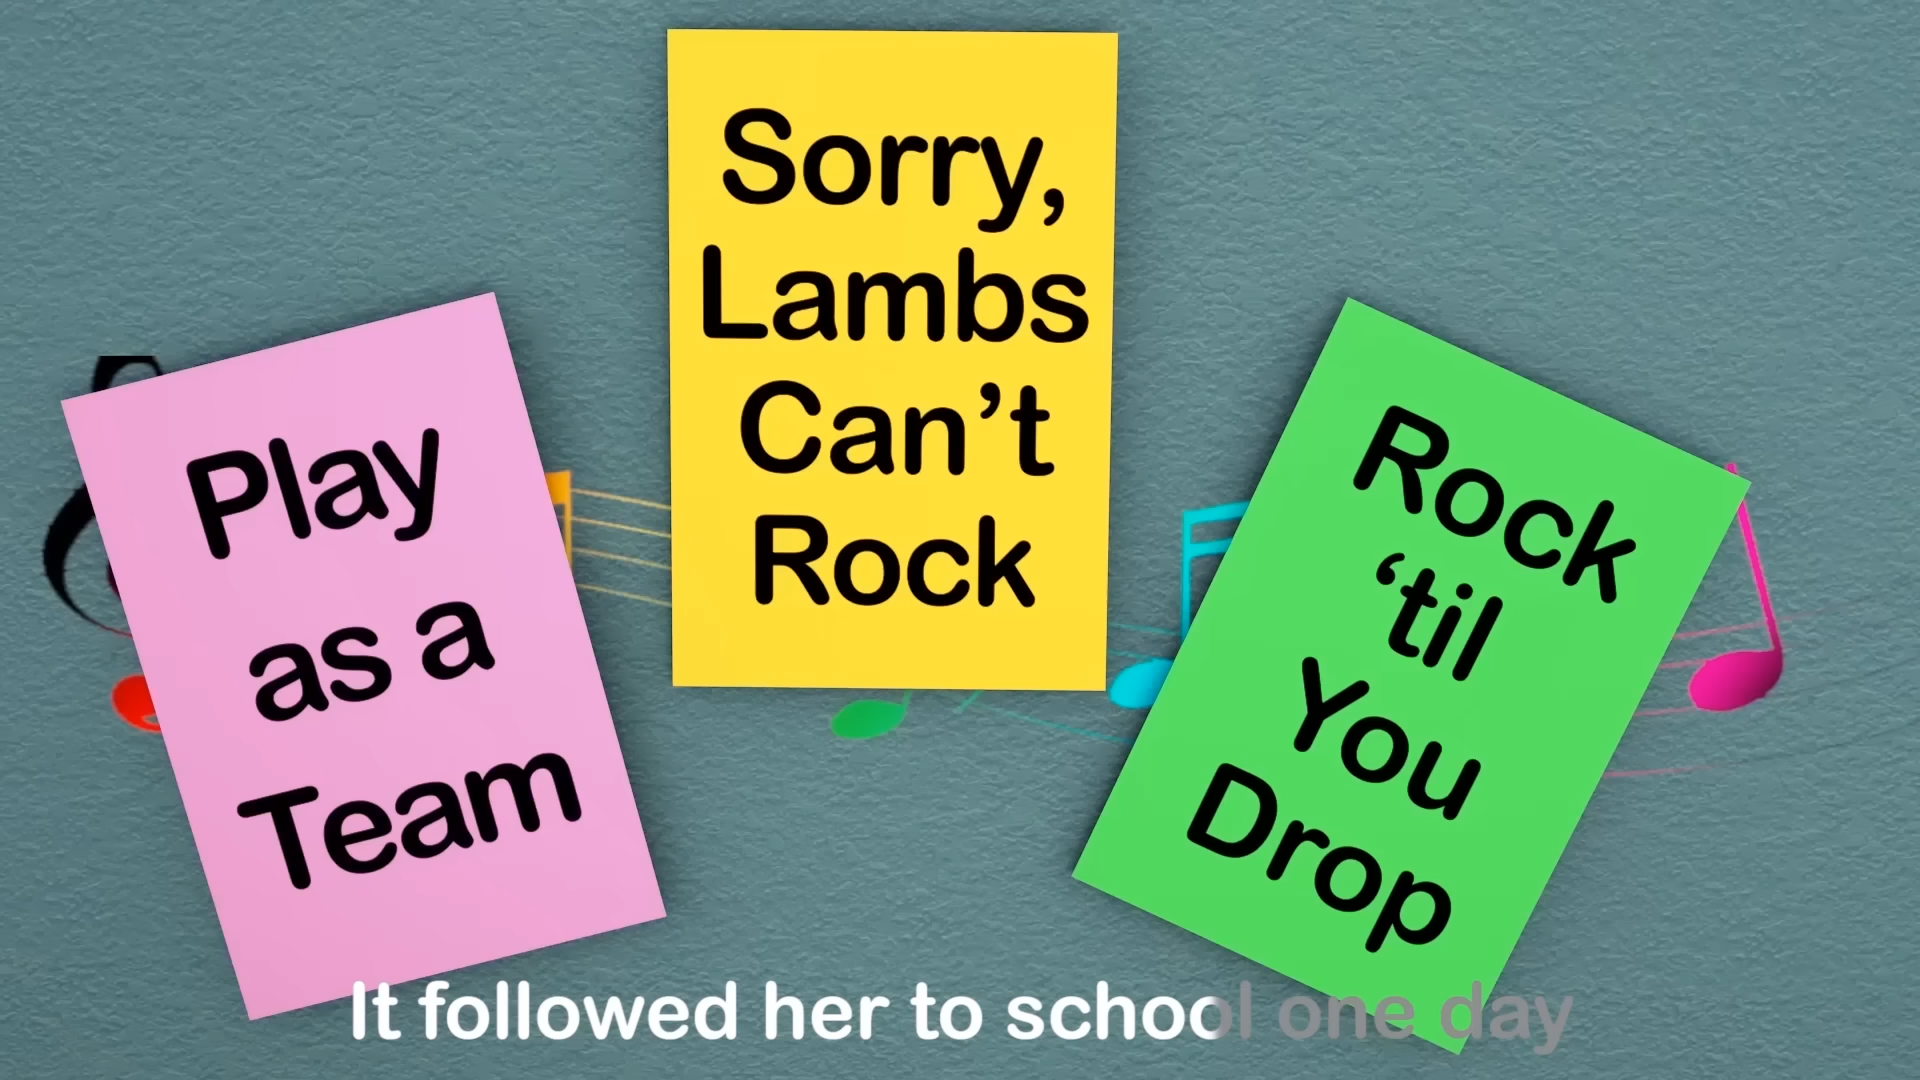 Sorry,
Lambs
Can’t
Rock
Play
as a
Team
Rock
‘til
You
Drop
It followed her to school one day